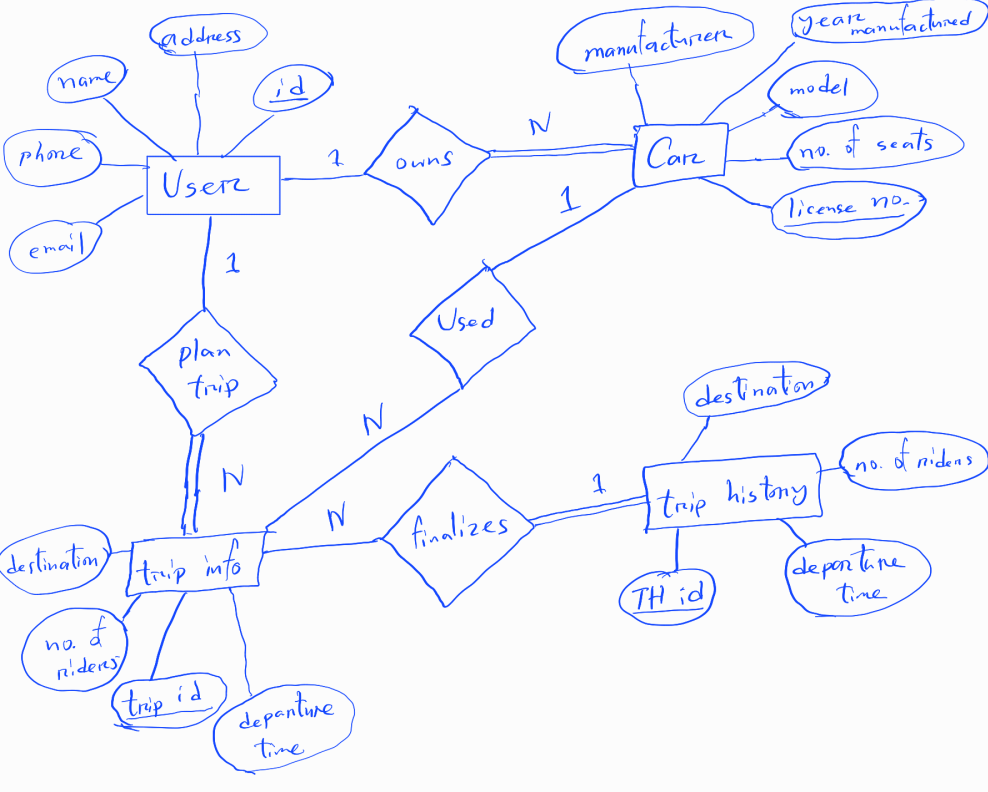 address
name
id
phone
User
email
1
owns
N
manufacturer
year
manufactured
model
Car
no. of seats
license no.
1
Used
N
1
plan
trip
N
destination
trip info
no. of
riders
trip id
departure
time
N
finalizes
1
destination
trip history
no. of riders
TH id
departure
time